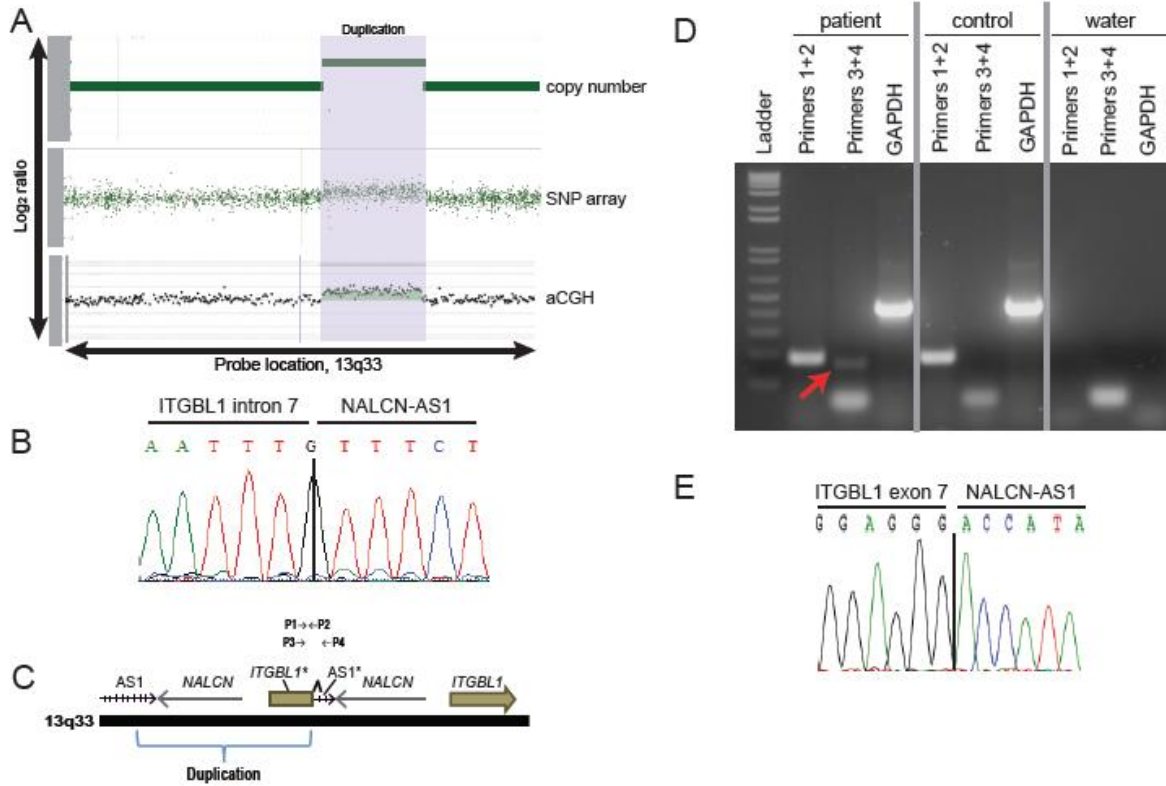 A
Duplication
copy number
SNP array
aCGH
Log₂ ratio
Probe location, 13q33
B
ITGBL1 intron 7 NALCN-AS1
A A T T T G T T T C T
C
P1→←P2
P3→ ←P4
AS1 NALCN ITGBL1* AS1* NALCN ITGBL1
13q33
Duplication
D
patient control water
Ladder
Primers 1+2
Primers 3+4
GAPDH
Primers 1+2
Primers 3+4
GAPDH
Primers 1+2
Primers 3+4
GAPDH
E
ITGBL1 exon 7 NALCN-AS1
G G A G G G A C C A T A